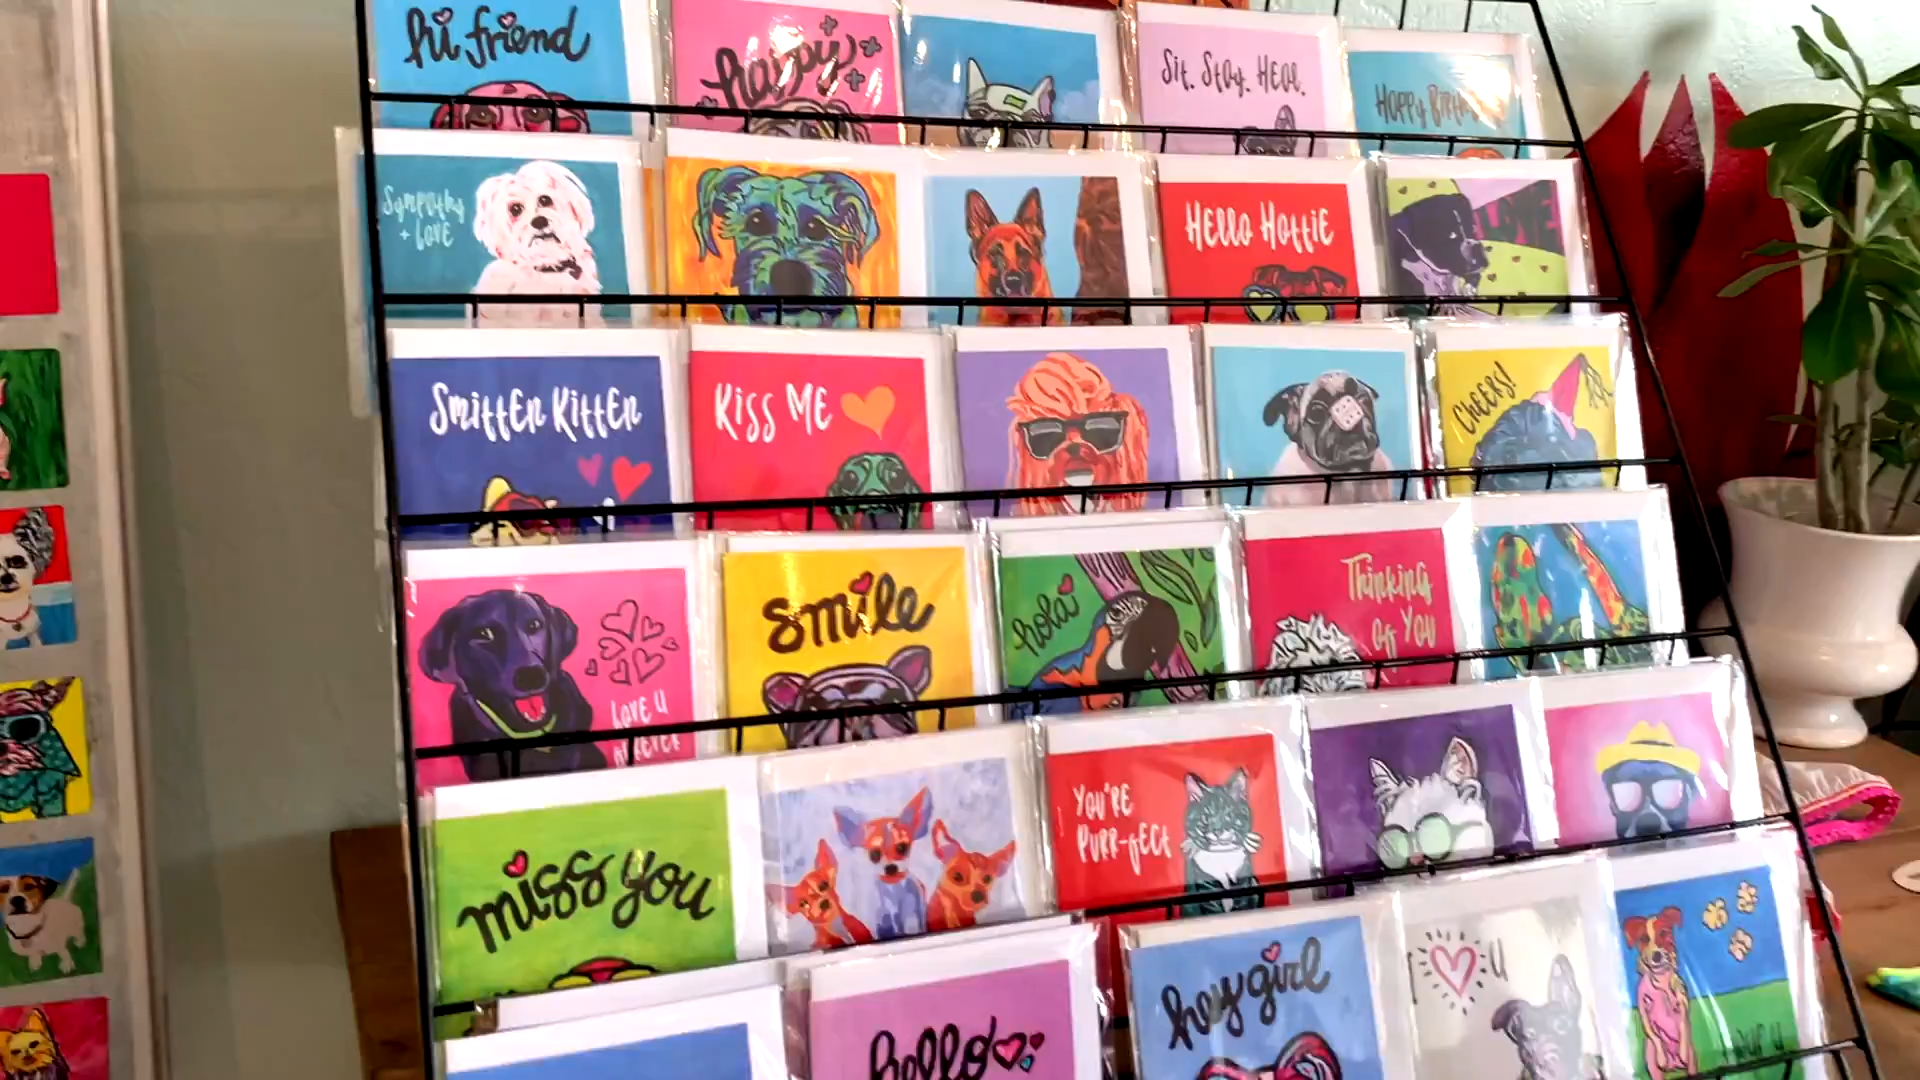 hi friend
happy
Sit. Stay. Heal.
Happy
Sympathy
+ Love
Hello Hottie
LOVE
Smitten Kitten
Kiss Me
Cheers!
Love U
smile
hola
Thinking
of You
miss you
You're
Purr-fect
hello
hey girl
I U